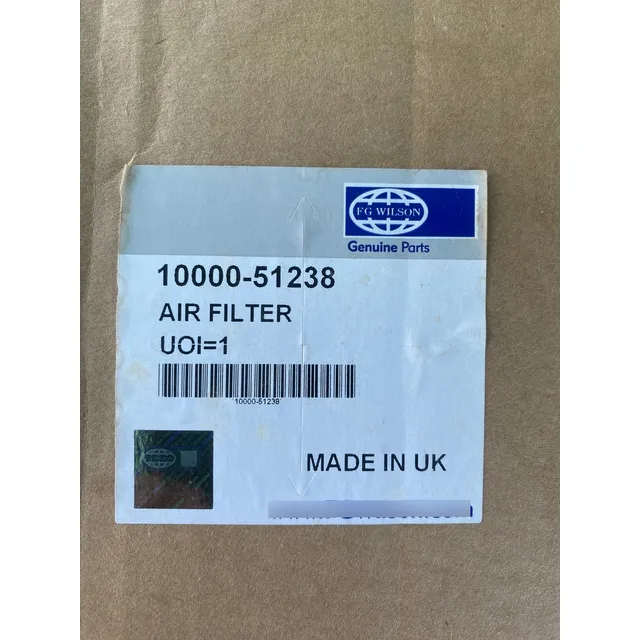 FG WILSON
Genuine Parts
10000-51238
AIR FILTER
UOI=1
10000-51238
MADE IN UK